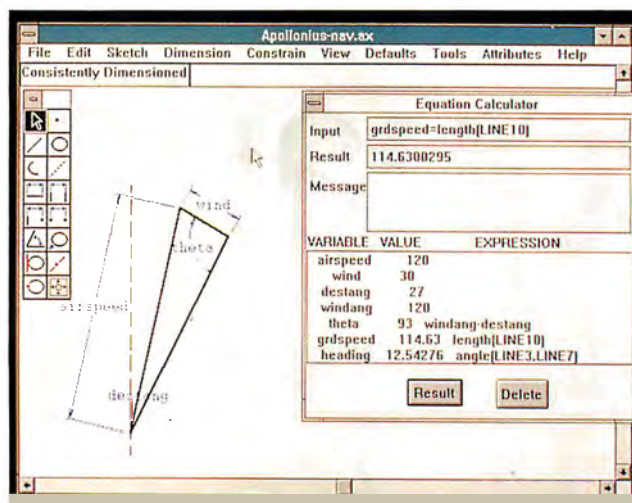 Apollonius-nav.ax
File Edit Sketch Dimension Constrain View Defaults Tools Attributes Help
Consistently Dimensioned
Equation Calculator
Input grdspeed=length[LINE10]
Result 114.6300295
Message
VARIABLE VALUE EXPRESSION
airspeed 120
wind 30
destang 27
windang 120
theta 93 windang-destang
grdspeed 114.63 length[LINE10]
heading 12.54276 angle[LINE3,LINE7]
Result Delete
wind
theta
airspeed
destang